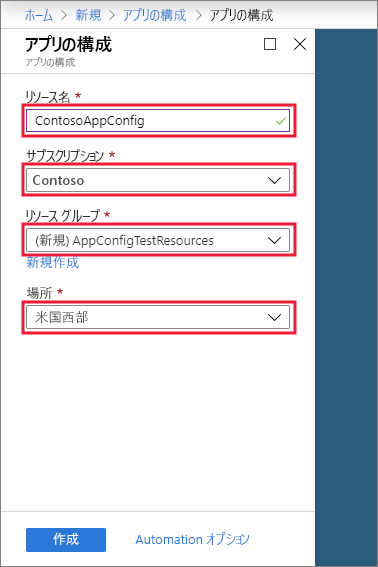 ホーム > 新規 > アプリの構成 > アプリの構成
アプリの構成
アプリの構成
リソース名 *
ContosoAppConfig
サブスクリプション *
Contoso
リソース グループ *
(新規) AppConfigTestResources
新規作成
場所 *
米国西部
作成 Automation オプション